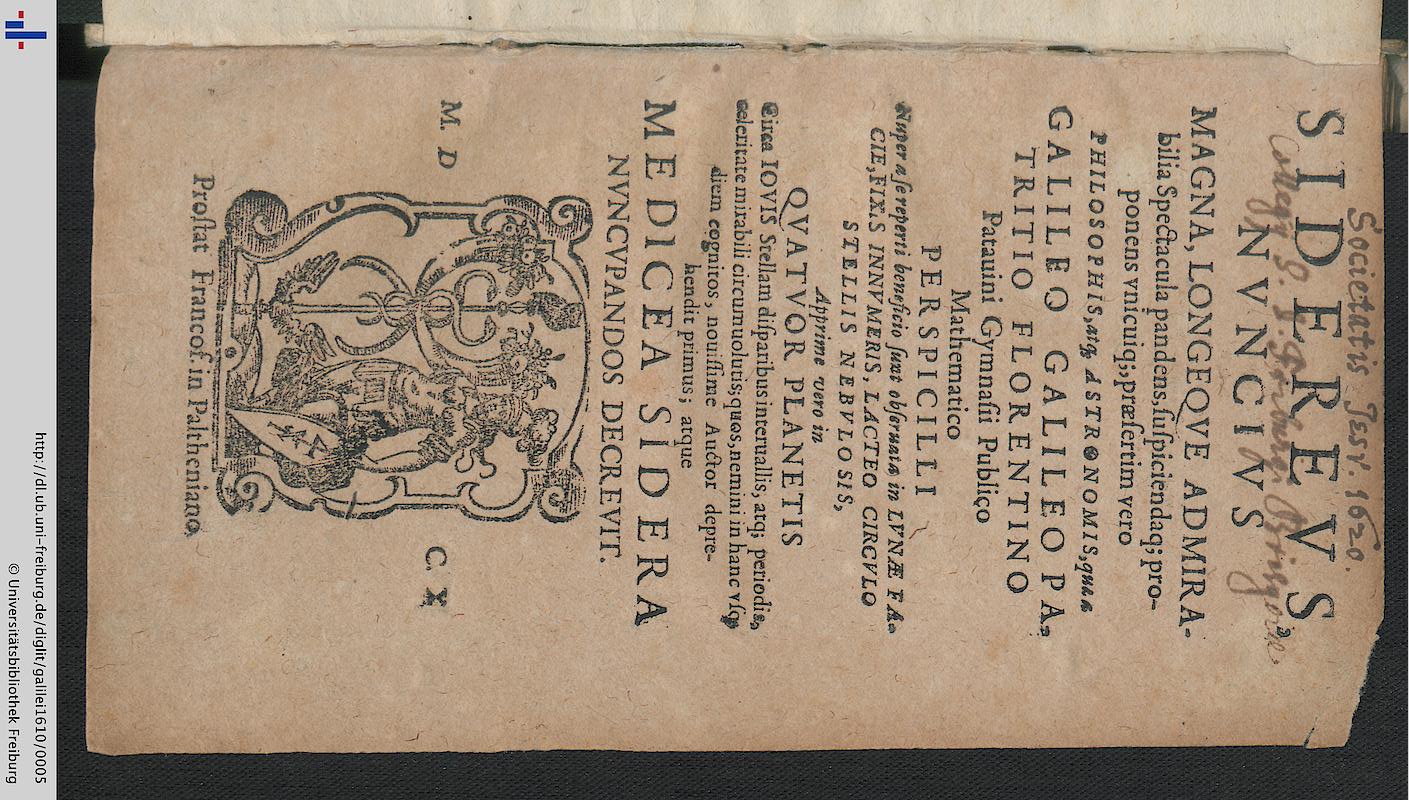 Societatis Jesv. 1620.
SIDEREVS
Collegij S. J. Friburgi Brisgoiae
NVNCIVS
MAGNA, LONGEQVE ADMIRA-
bilia Spectacula pandens, ſuſpiciendaq; pro-
ponens vnicuiq;, præſertim vero
PHILOSOPHIS, atq; ASTRONOMIS, quæ à
GALILEO GALILEO PA-
TRITIO FLORENTINO
Patauini Gymnaſii Publico
Mathematico
PERSPICILLI
Nuper a ſe reperti beneficio ſunt obſeruata in LVNÆ FA-
CIE, FIXIS INNVMERIS, LACTEO CIRCVLO
STELLIS NEBVLOSIS,
Apprime vero in
QVATVOR PLANETIS
Circa IOVIS Stellam diſparibus interuallis, atq; periodis,
celeritate mirabili circumuolutis; quos, nemini in hanc vſq;
diem cognitos, nouiſſime Auctor depre-
hendit primus; atque
MEDICEA SIDERA
NVNCVPANDOS DECREVIT.
M. D C. X
Proſtat Francof. in Paltheniano.
http://dl.ub.uni-freiburg.de/diglit/galilei1610/0005
© Universitätsbibliothek Freiburg